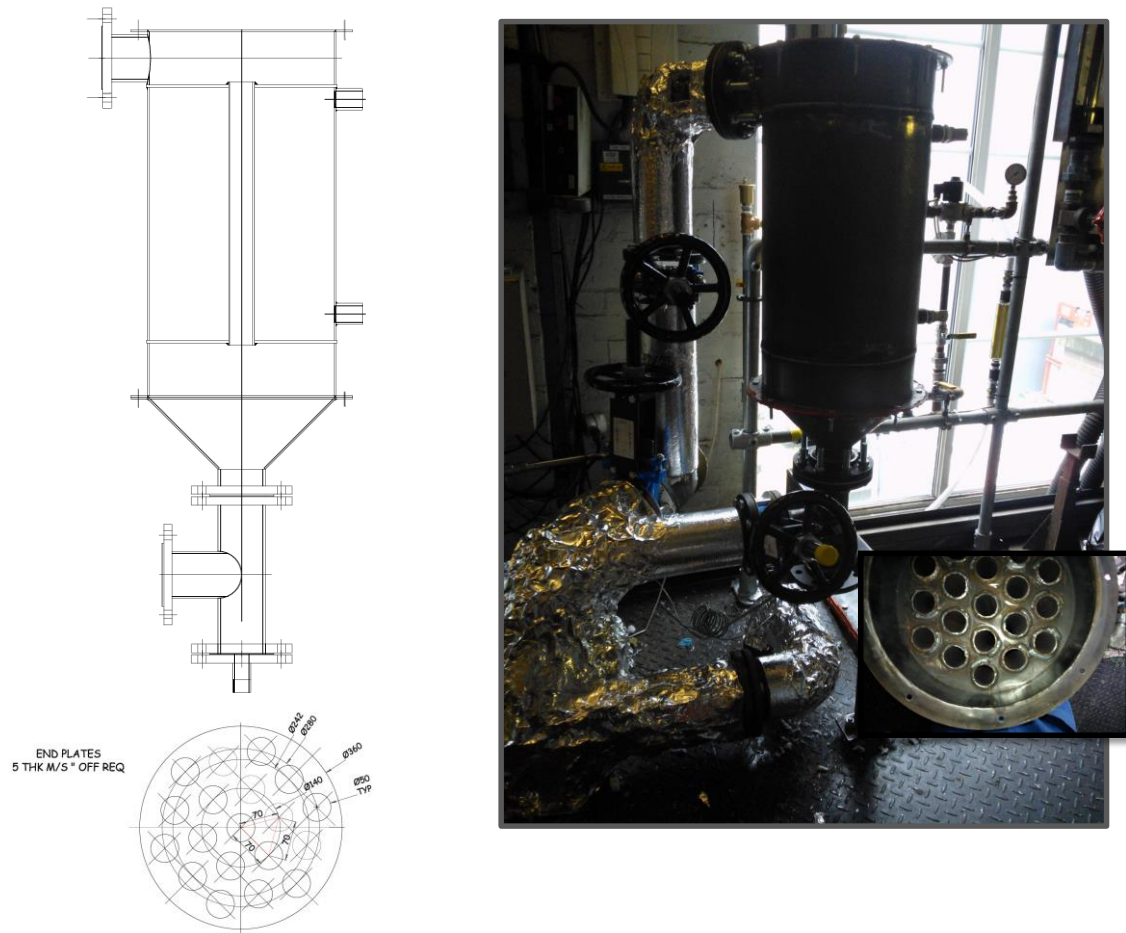 END PLATES
5 THK M/S " OFF REQ
Ø242
Ø280
Ø360
Ø140
Ø50
TYP
70
70
70